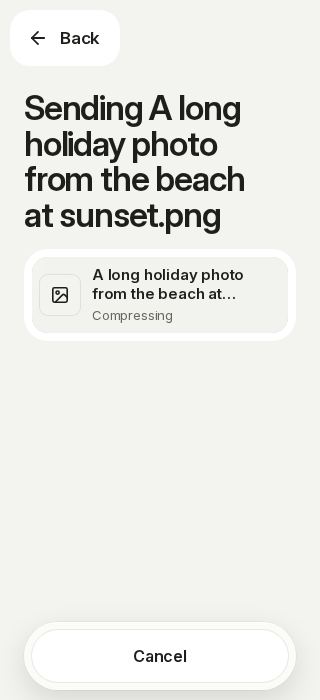 Back
Sending A long
holiday photo
from the beach
at sunset.png
A long holiday photo
from the beach at…
Compressing
Cancel